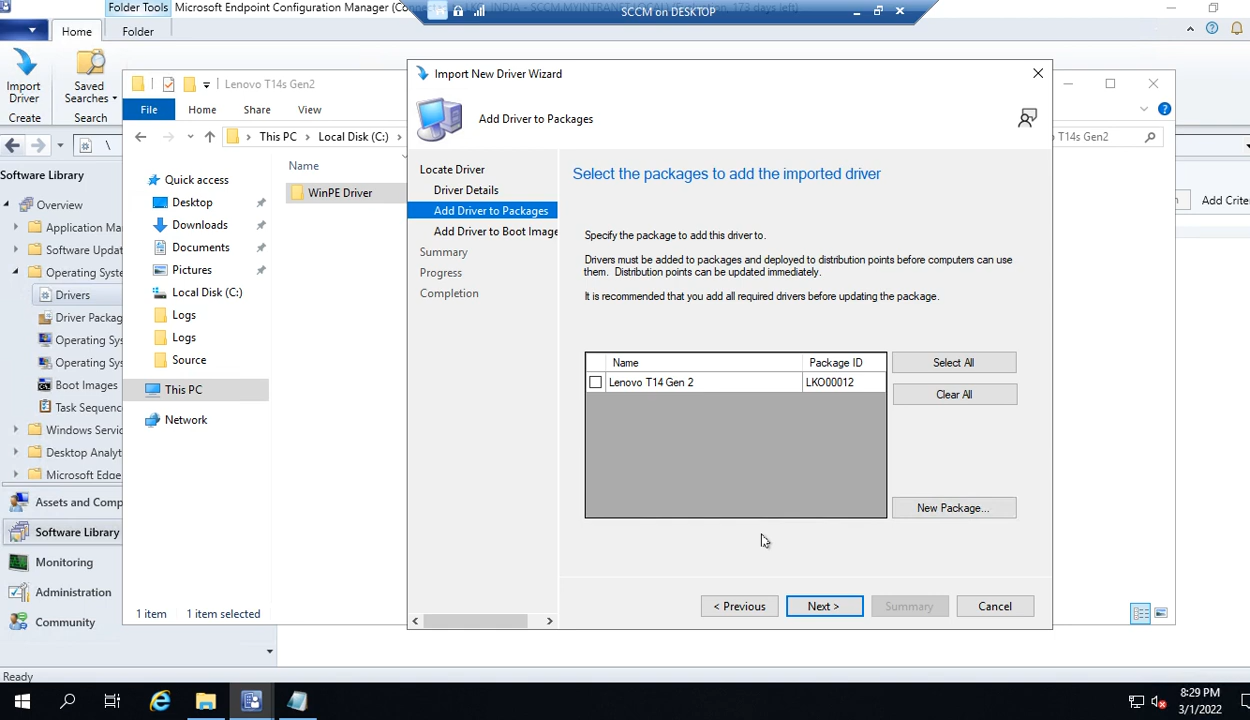 Folder Tools
Microsoft Endpoint Configuration Manager (Conne
SCCM on DESKTOP
173 days left)
Home
Folder
Import
Driver
Saved
Searches
Create
Search
Lenovo T14s Gen2
File
Home
Share
View
This PC
Local Disk (C:)
T14s Gen2
\
Software Library
Overview
Application Ma
Software Updat
Operating Syste
Drivers
Driver Packag
Operating Sys
Operating Sys
Boot Images
Task Sequenc
Windows Servic
Desktop Analyt
Microsoft Edge
Assets and Comp
Software Library
Monitoring
Administration
Community
Quick access
Desktop
Downloads
Documents
Pictures
Local Disk (C:)
Logs
Logs
Source
This PC
Network
Name
WinPE Driver
1 item
1 item selected
Import New Driver Wizard
Add Driver to Packages
Locate Driver
Driver Details
Add Driver to Packages
Add Driver to Boot Image
Summary
Progress
Completion
Select the packages to add the imported driver
Specify the package to add this driver to.
Drivers must be added to packages and deployed to distribution points before computers can use
them. Distribution points can be updated immediately.
It is recommended that you add all required drivers before updating the package.
Name
Package ID
Lenovo T14 Gen 2
LKO00012
Select All
Clear All
New Package...
< Previous
Next >
Summary
Cancel
Add Criter
Ready
8:29 PM
3/1/2022